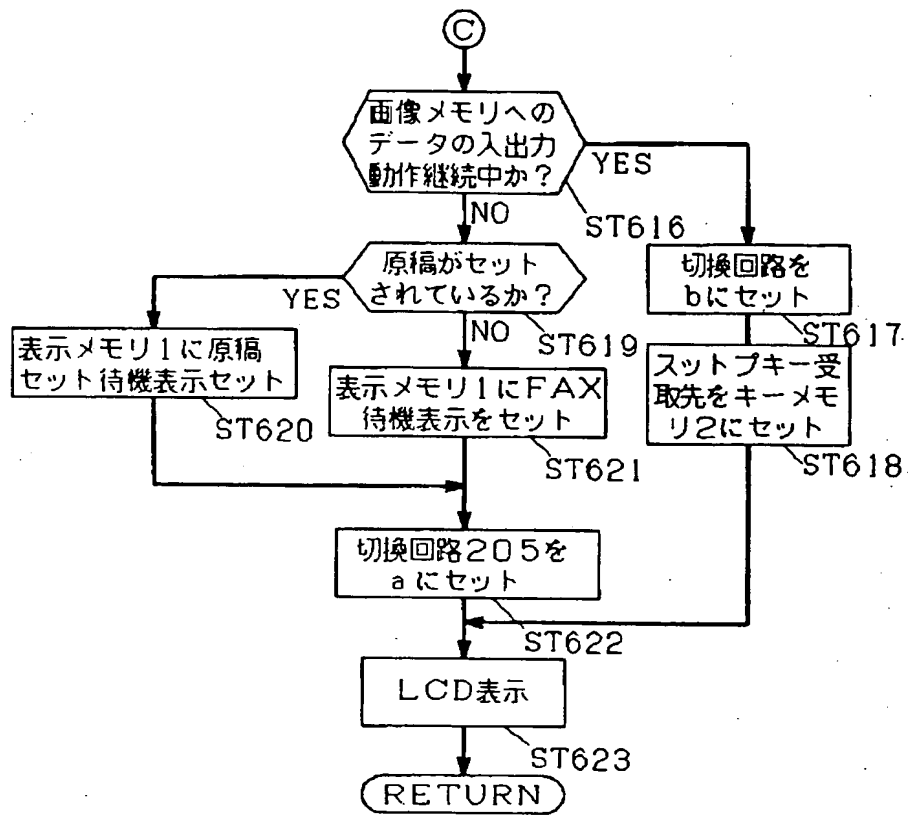 C
画像メモリへの
データの入出力
動作継続中か?
YES
NO
ST616
切換回路を
bにセット
ST617
原稿がセット
されているか?
YES
NO
ST619
スットプキー受
取先をキーメモ
リ2にセット
ST618
表示メモリ1に原稿
セット待機表示セット
ST620
表示メモリ1にFAX
待機表示をセット
ST621
切換回路205を
aにセット
ST622
LCD表示
ST623
RETURN